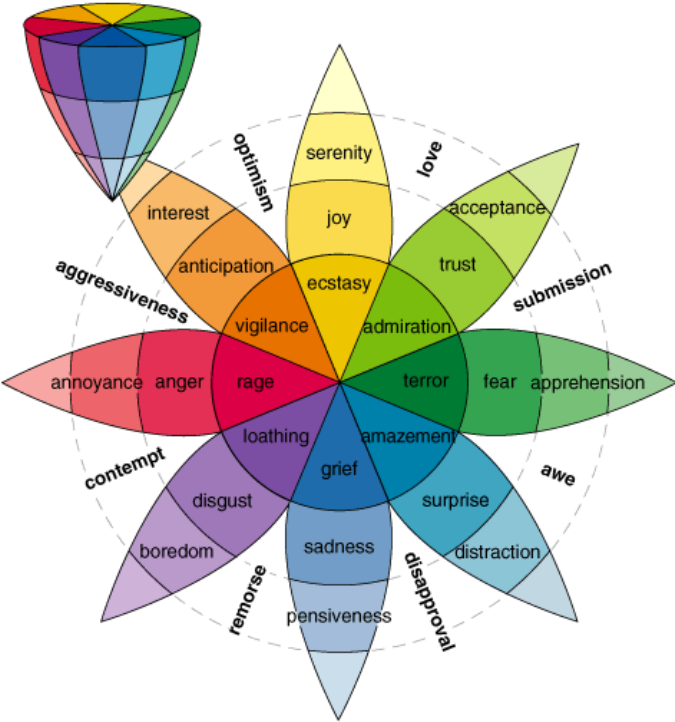 optimism
love
serenity
interest
acceptance
joy
anticipation
trust
aggressiveness
submission
ecstasy
vigilance
admiration
annoyance
anger
rage
terror
fear
apprehension
loathing
amazement
contempt
grief
awe
disgust
surprise
boredom
sadness
distraction
remorse
disapproval
pensiveness